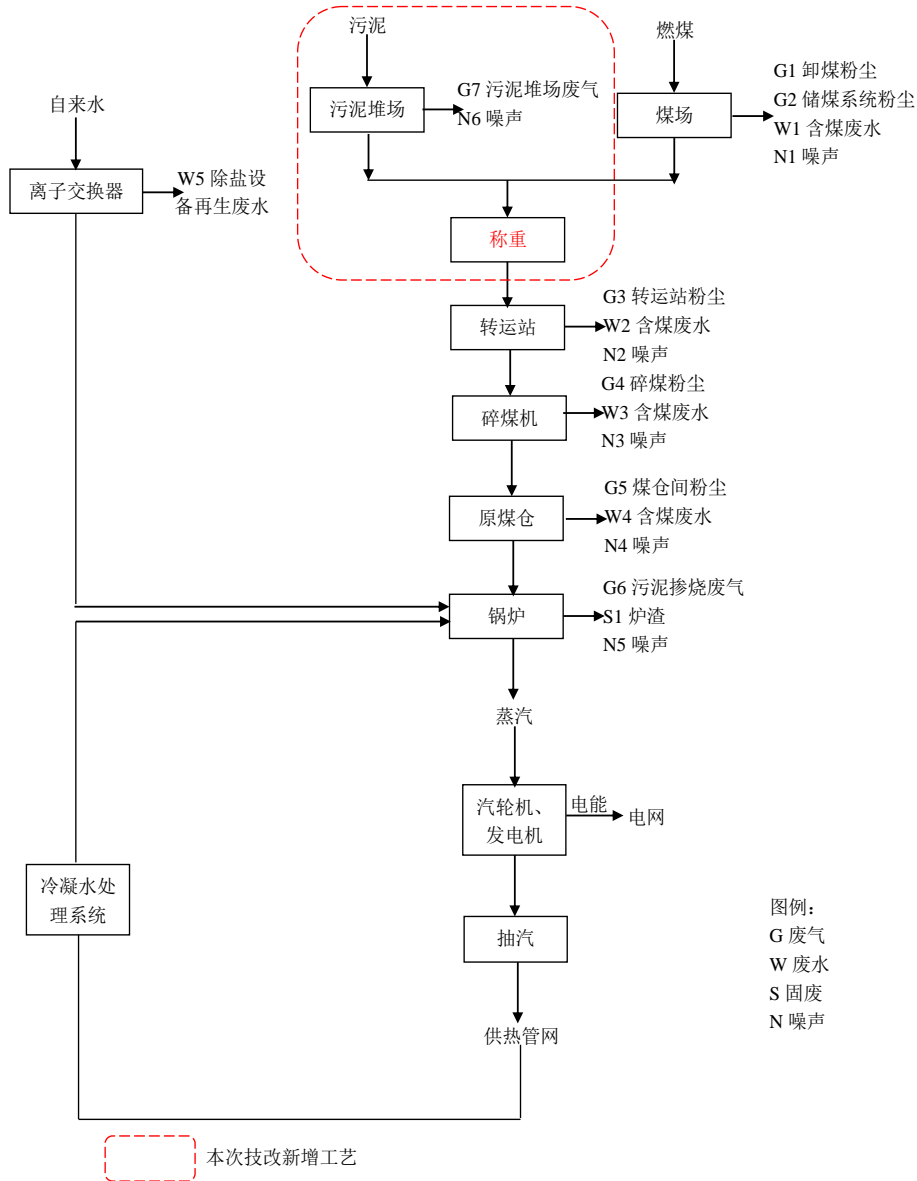 污泥
燃煤
自来水
污泥堆场
G7 污泥堆场废气
N6 噪声
煤场
G1 卸煤粉尘
G2 储煤系统粉尘
W1 含煤废水
N1 噪声
离子交换器
W5 除盐设
备再生废水
称重
转运站
G3 转运站粉尘
W2 含煤废水
N2 噪声
碎煤机
G4 碎煤粉尘
W3 含煤废水
N3 噪声
原煤仓
G5 煤仓间粉尘
W4 含煤废水
N4 噪声
锅炉
G6 污泥掺烧废气
S1 炉渣
N5 噪声
蒸汽
汽轮机、
发电机
电能
电网
冷凝水处
理系统
抽汽
供热管网
图例：
G 废气
W 废水
S 固废
N 噪声
本次技改新增工艺